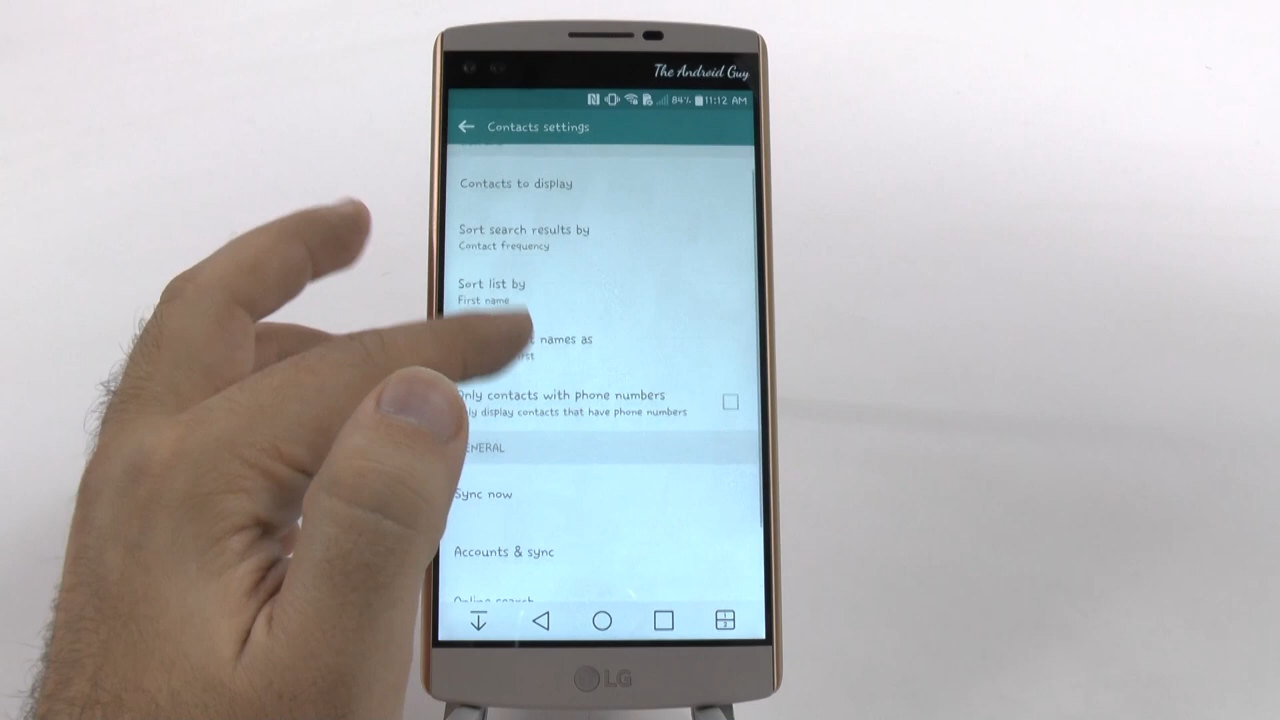 The Android Guy
84% 11:12 AM
Contacts settings
Contacts to display
Sort search results by
Contact frequency
Sort list by
First name
names as
Only contacts with phone numbers
display contacts that have phone numbers
Sync now
Accounts & sync
LG